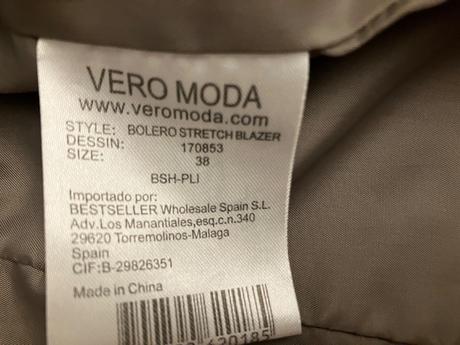 VERO MODA
www.veromoda.com
STYLE: BOLERO STRETCH BLAZER
DESSIN: 170853
SIZE: 38
BSH-PLI
Importado por:
BESTSELLER Wholesale Spain S.L.
Adv.Los Manantiales,esq.c.n.340
29620 Torremolinos-Malaga
Spain
CIF:B-29826351
Made in China